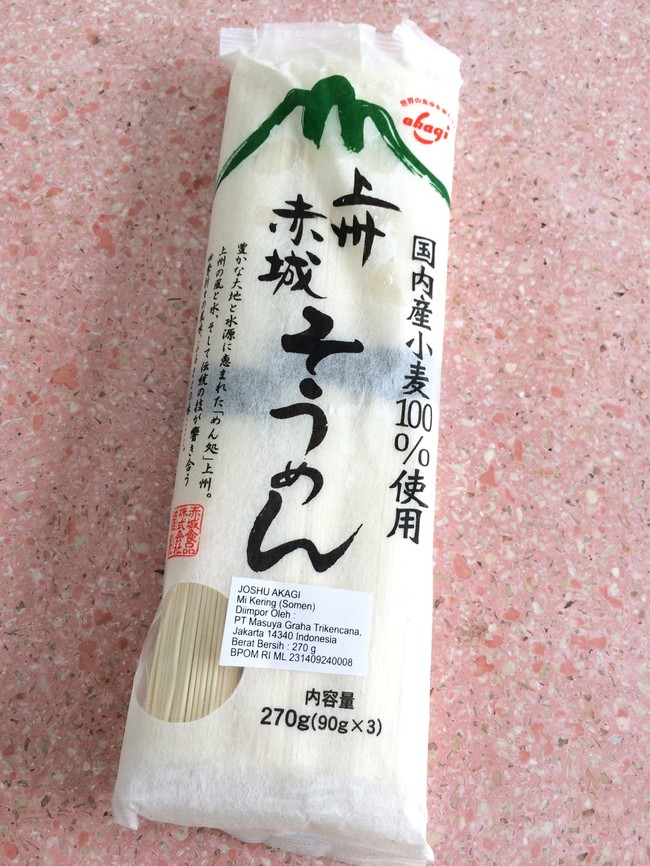 akagi
上州
赤城
そうめん
国内産小麦100%使用
豊かな大地と水源に恵まれた「めん処」上州。
上州の風と水、そして伝統の技が響き合う
赤城食品
株式会社
JOSHU AKAGI
Mi Kering (Somen)
Diimpor Oleh :
PT Masuya Graha Trikencana,
Jakarta 14340 Indonesia
Berat Bersih : 270 g
BPOM RI ML 231409240008
内容量
270g(90g×3)